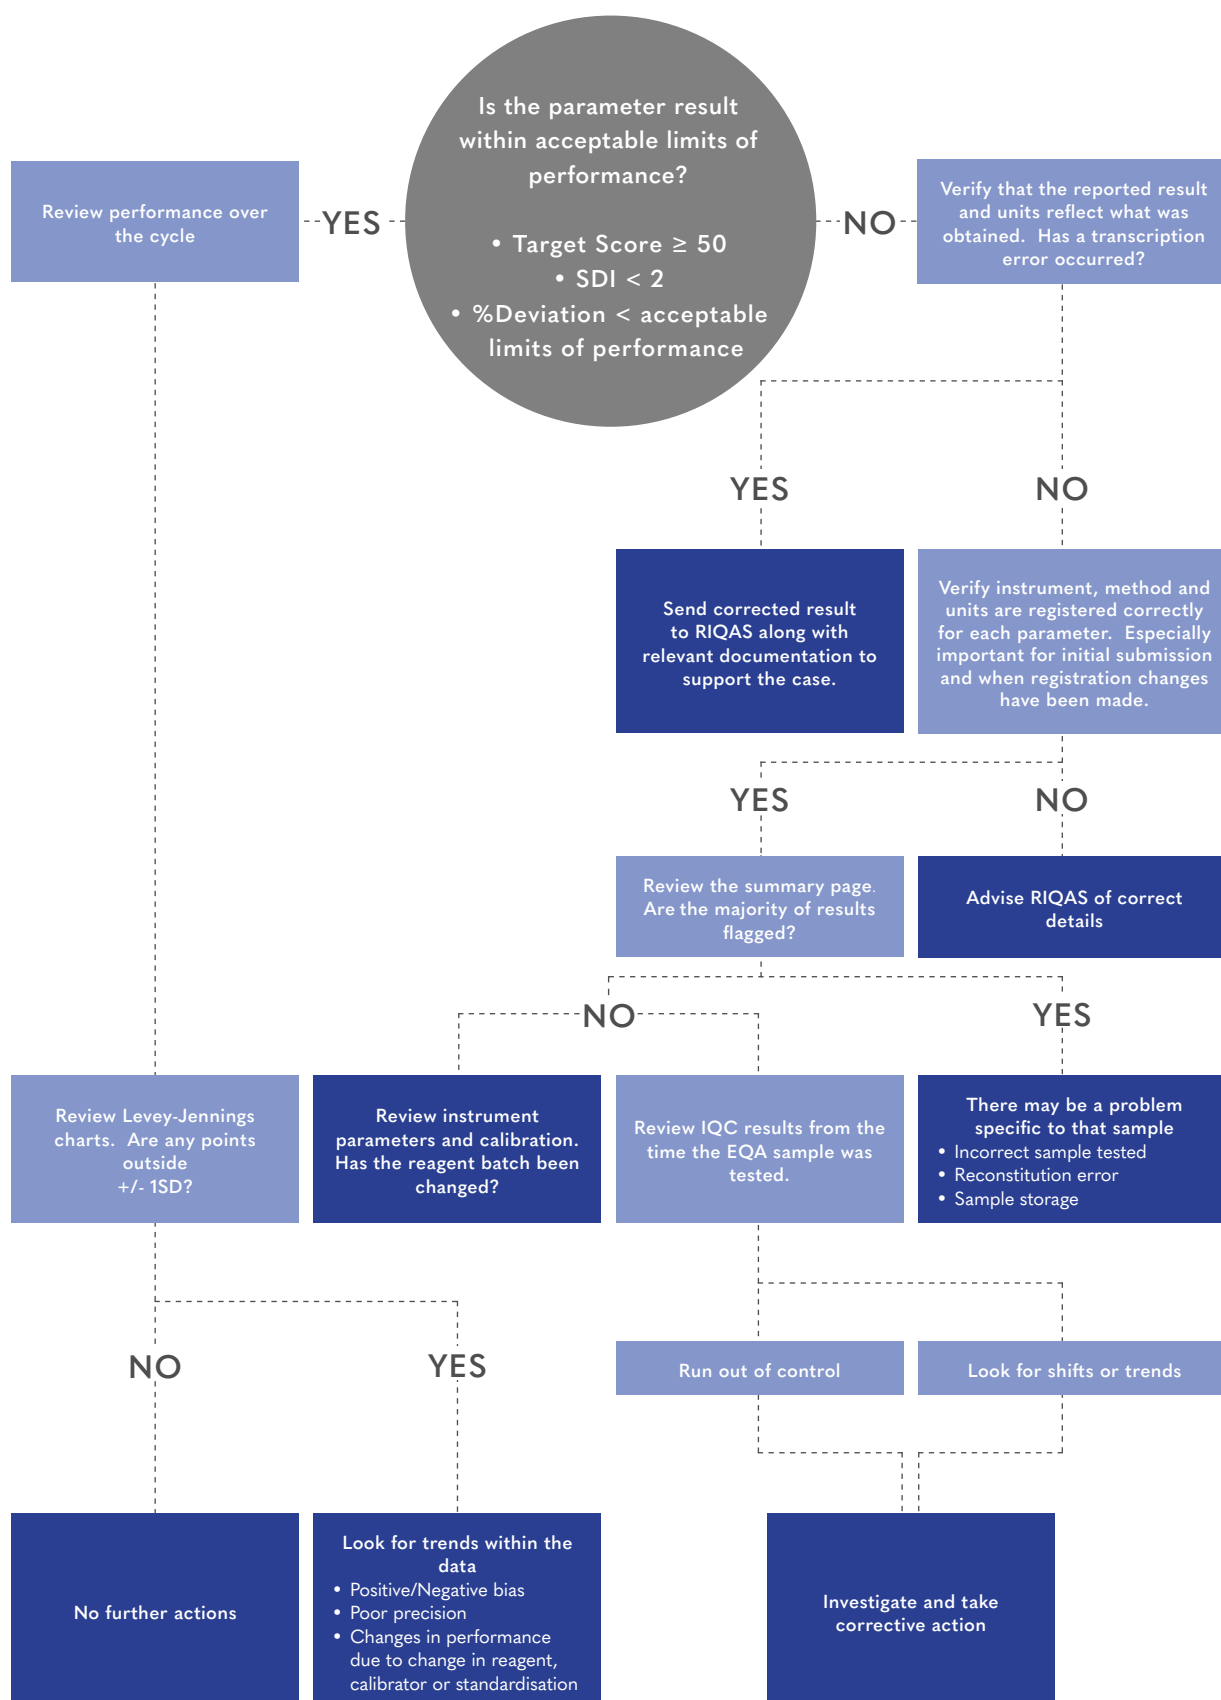 Is the parameter result
within acceptable limits of
performance?
• Target Score ≥ 50
• SDI < 2
• %Deviation < acceptable
limits of performance
YES
NO
Review performance over
the cycle
Verify that the reported result
and units reflect what was
obtained. Has a transcription
error occurred?
YES
NO
Send corrected result
to RIQAS along with
relevant documentation to
support the case.
Verify instrument, method and
units are registered correctly
for each parameter. Especially
important for initial submission
and when registration changes
have been made.
YES
NO
Review the summary page.
Are the majority of results
flagged?
Advise RIQAS of correct
details
NO
YES
Review Levey-Jennings
charts. Are any points
outside
+/- 1SD?
Review instrument
parameters and calibration.
Has the reagent batch been
changed?
Review IQC results from the
time the EQA sample was
tested.
There may be a problem
specific to that sample
• Incorrect sample tested
• Reconstitution error
• Sample storage
NO
YES
Run out of control
Look for shifts or trends
No further actions
Look for trends within the
data
• Positive/Negative bias
• Poor precision
• Changes in performance
due to change in reagent,
calibrator or standardisation
Investigate and take
corrective action